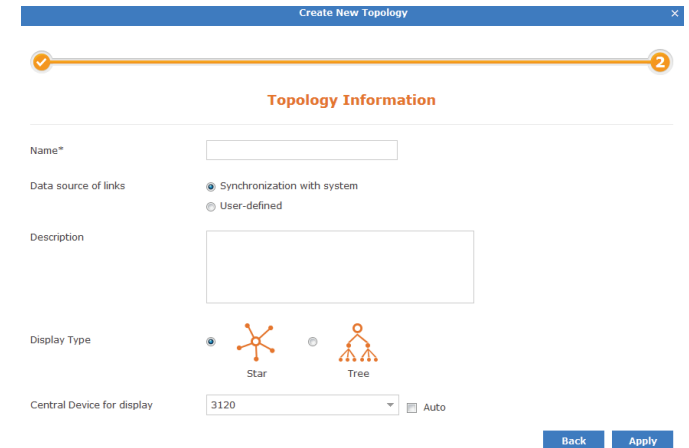 Create New Topology ×
2
Topology Information
Name*
Data source of links
Synchronization with system
User-defined
Description
Display Type
Star
Tree
Central Device for display
3120
Auto
Back
Apply